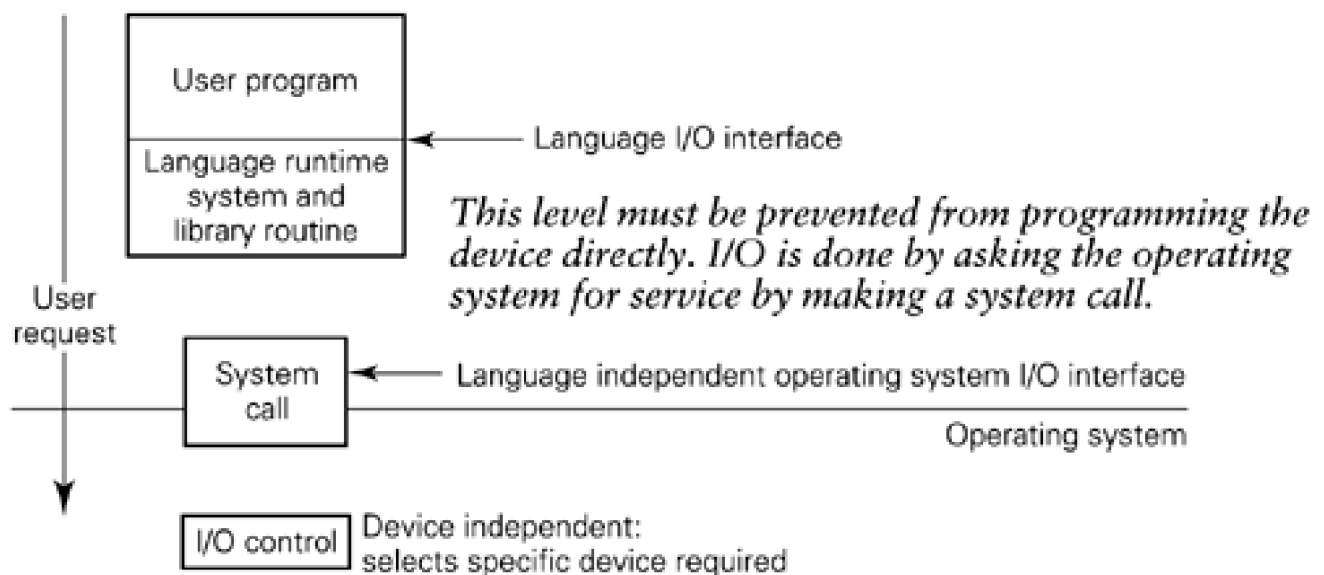 User program
Language I/O interface
Language runtime
system and
library routine
This level must be prevented from programming the
device directly. I/O is done by asking the operating
system for service by making a system call.
User
request
System
call
Language independent operating system I/O interface
Operating system
I/O control
Device independent:
selects specific device required